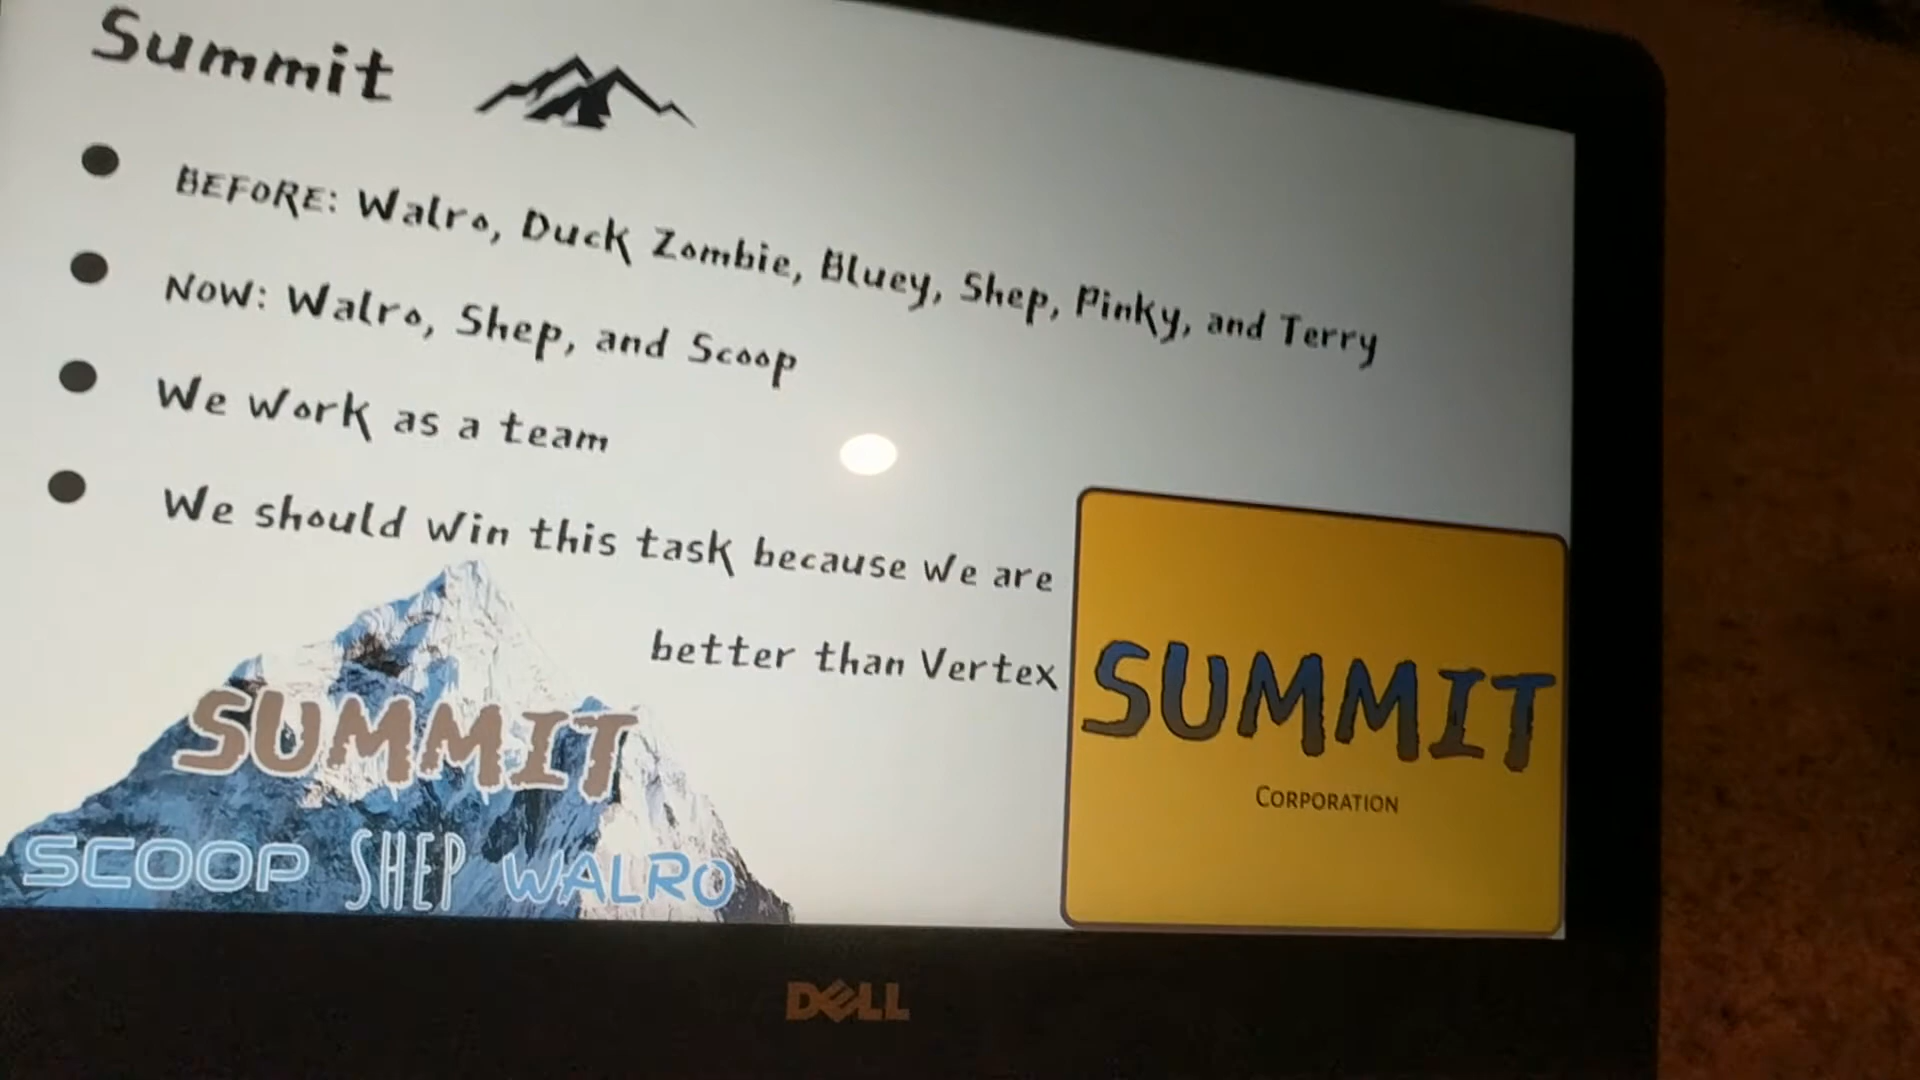 Summit
BEFORE: Walro, Duck Zombie, Bluey, Shep, Pinky, and Terry
NOW: Walro, Shep, and Scoop
We work as a team
We should win this task because we are
better than Vertex
SUMMIT
SCOOP SHEP WALRO
SUMMIT
CORPORATION
DELL